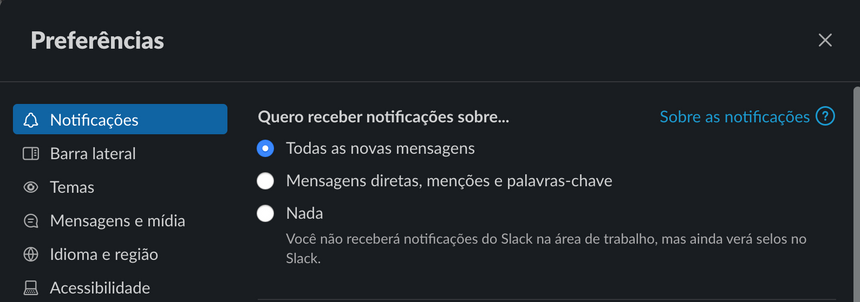 Preferências
Notificações
Barra lateral
Temas
Mensagens e mídia
Idioma e região
Acessibilidade
Quero receber notificações sobre...
Sobre as notificações ?
Todas as novas mensagens
Mensagens diretas, menções e palavras-chave
Nada
Você não receberá notificações do Slack na área de trabalho, mas ainda verá selos no
Slack.